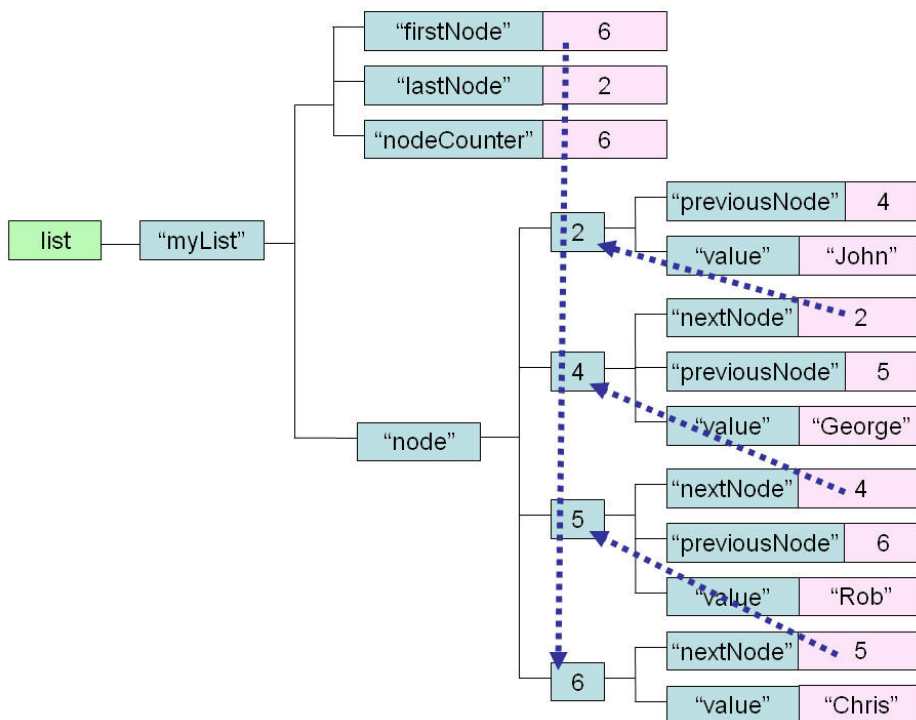 “firstNode” 6
“lastNode” 2
“nodeCounter” 6
“previousNode” 4
list “myList” 2
“value” “John”
“nextNode” 2
4 “previousNode” 5
“value” “George”
“node”
“nextNode” 4
5
“previousNode” 6
“value” “Rob”
“nextNode” 5
6
“value” “Chris”